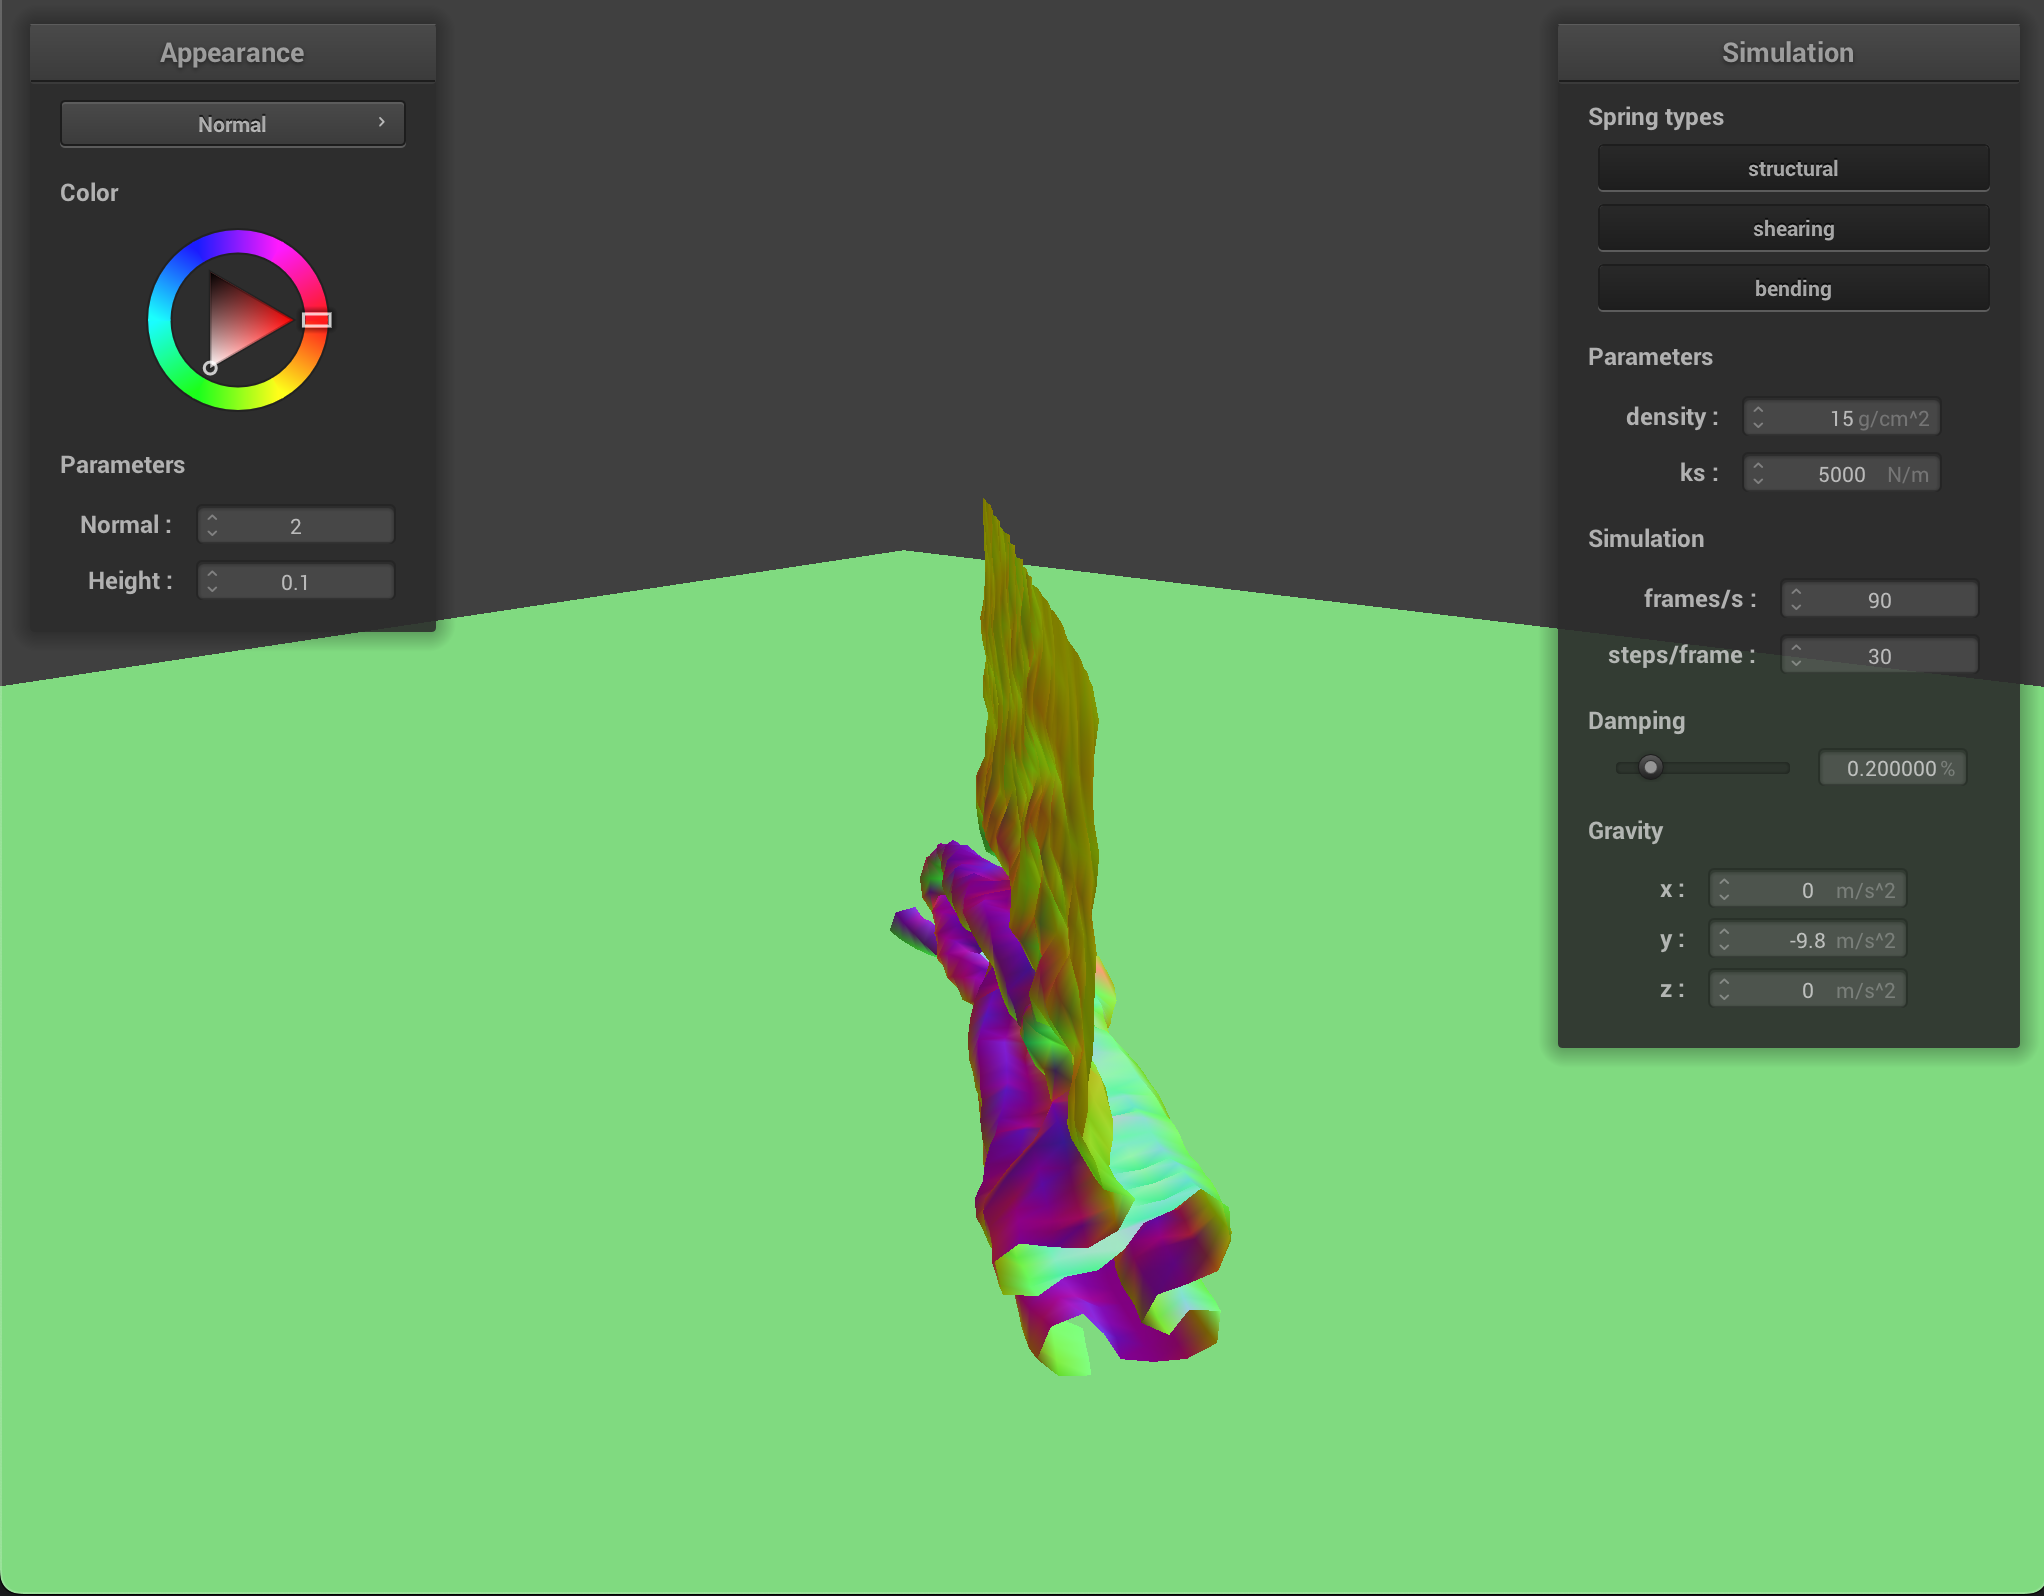 Appearance
Normal
Color
Parameters
Normal : 2
Height : 0.1
Simulation
Spring types
structural
shearing
bending
Parameters
density : 15 g/cm^2
ks : 5000 N/m
Simulation
frames/s : 90
steps/frame : 30
Damping
0.200000 %
Gravity
x : 0 m/s^2
y : -9.8 m/s^2
z : 0 m/s^2